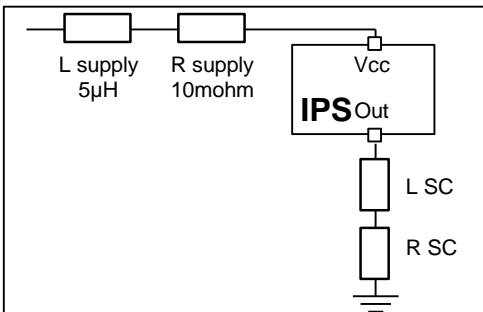 L supply
5µH
R supply
10mohm
Vcc
IPS Out
L SC
R SC